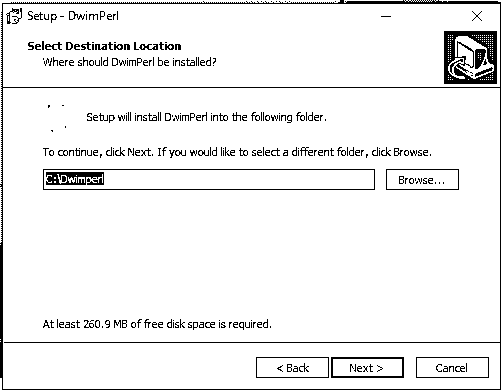 Setup - DwimPerl
Select Destination Location
Where should DwimPerl be installed?
Setup will install DwimPerl into the following folder.
To continue, click Next. If you would like to select a different folder, click Browse.
C:\Dwimperl
Browse...
At least 260.9 MB of free disk space is required.
< Back
Next >
Cancel